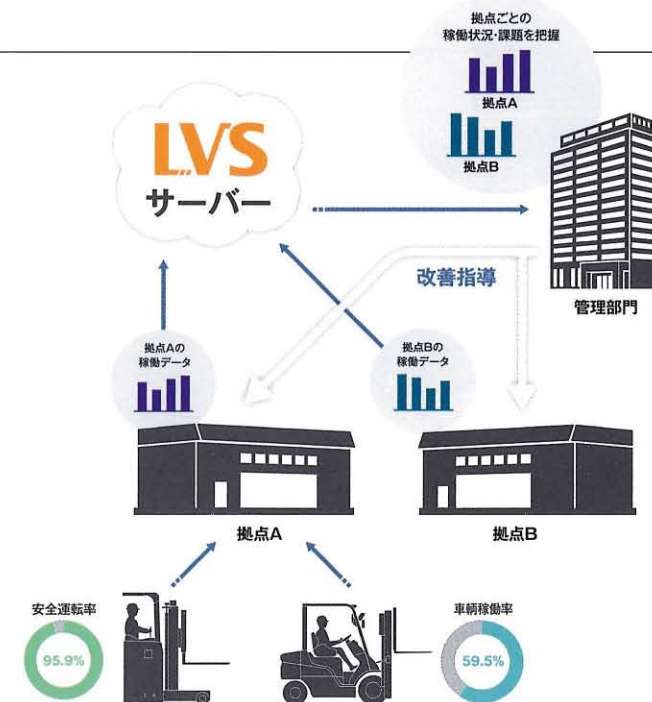 拠点ごとの
稼働状況・課題を把握
拠点A
拠点B
LVS
サーバー
改善指導
管理部門
拠点Aの
稼働データ
拠点Bの
稼働データ
拠点A
拠点B
安全運転率
95.9%
車輌稼働率
59.5%